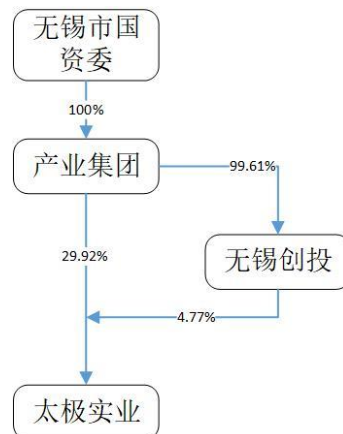 无锡市国
资委
100%
产业集团
99.61%
29.92%
无锡创投
4.77%
太极实业